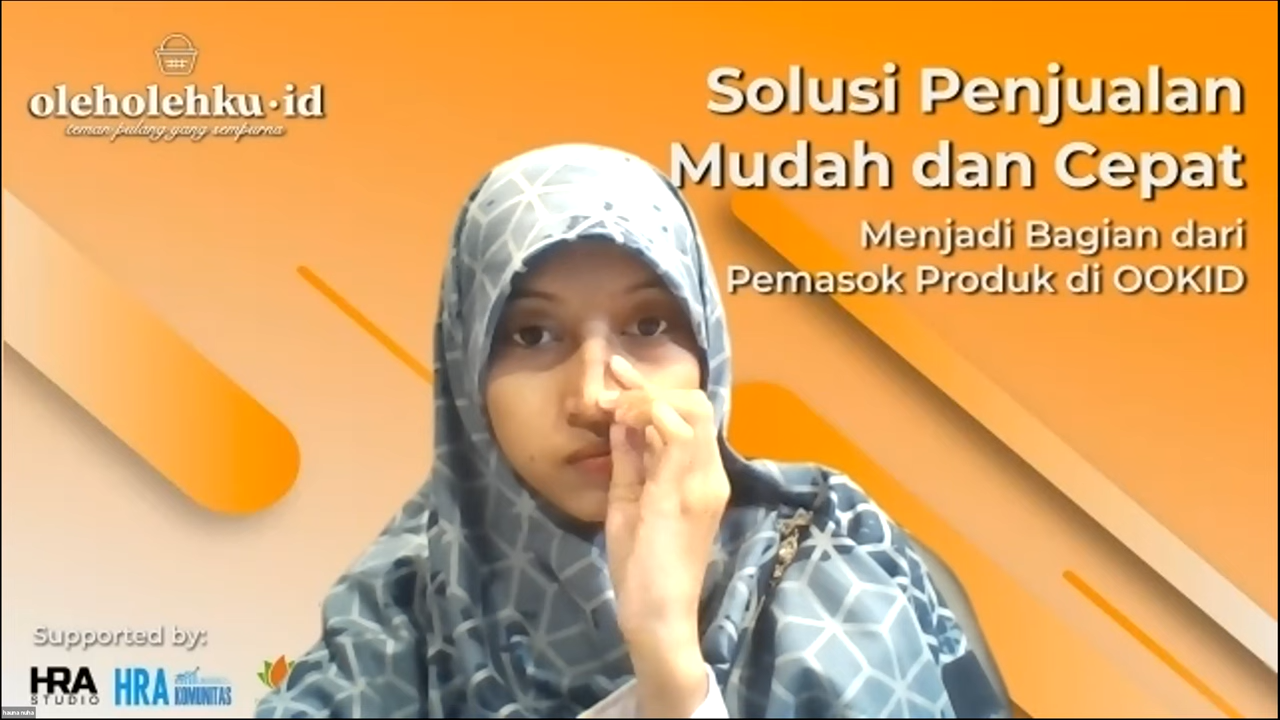 oleholehku.id
teman pulang yang sempurna
Solusi Penjualan
Mudah dan Cepat
Menjadi Bagian dari
Pemasok Produk di OOKID
Supported by:
HRA
STUDIO
HRA
KOMUNITAS